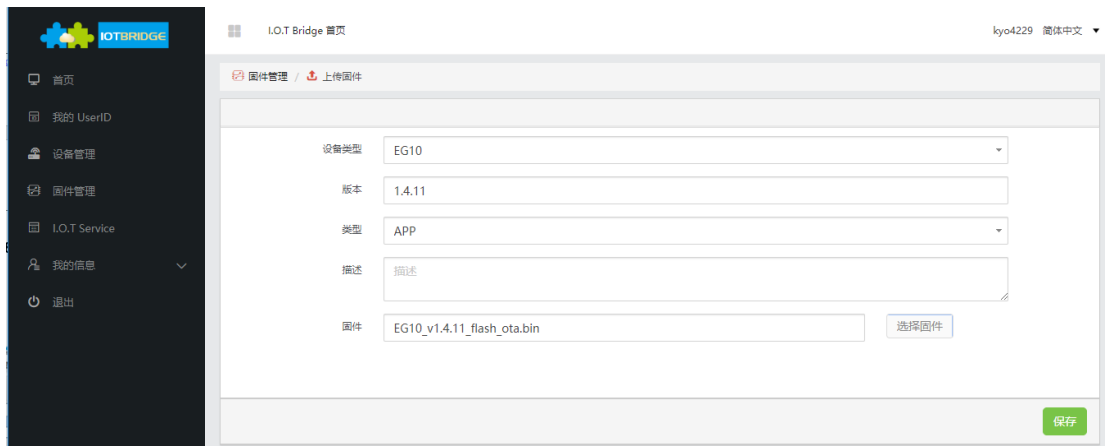 IOTBRIDGE
I.O.T Bridge 首页
kyo4229 简体中文
首页
我的 UserID
设备管理
固件管理
I.O.T Service
我的信息
退出
固件管理 / 上传固件
设备类型 EG10
版本 1.4.11
类型 APP
描述 描述
固件 EG10_v1.4.11_flash_ota.bin 选择固件
保存